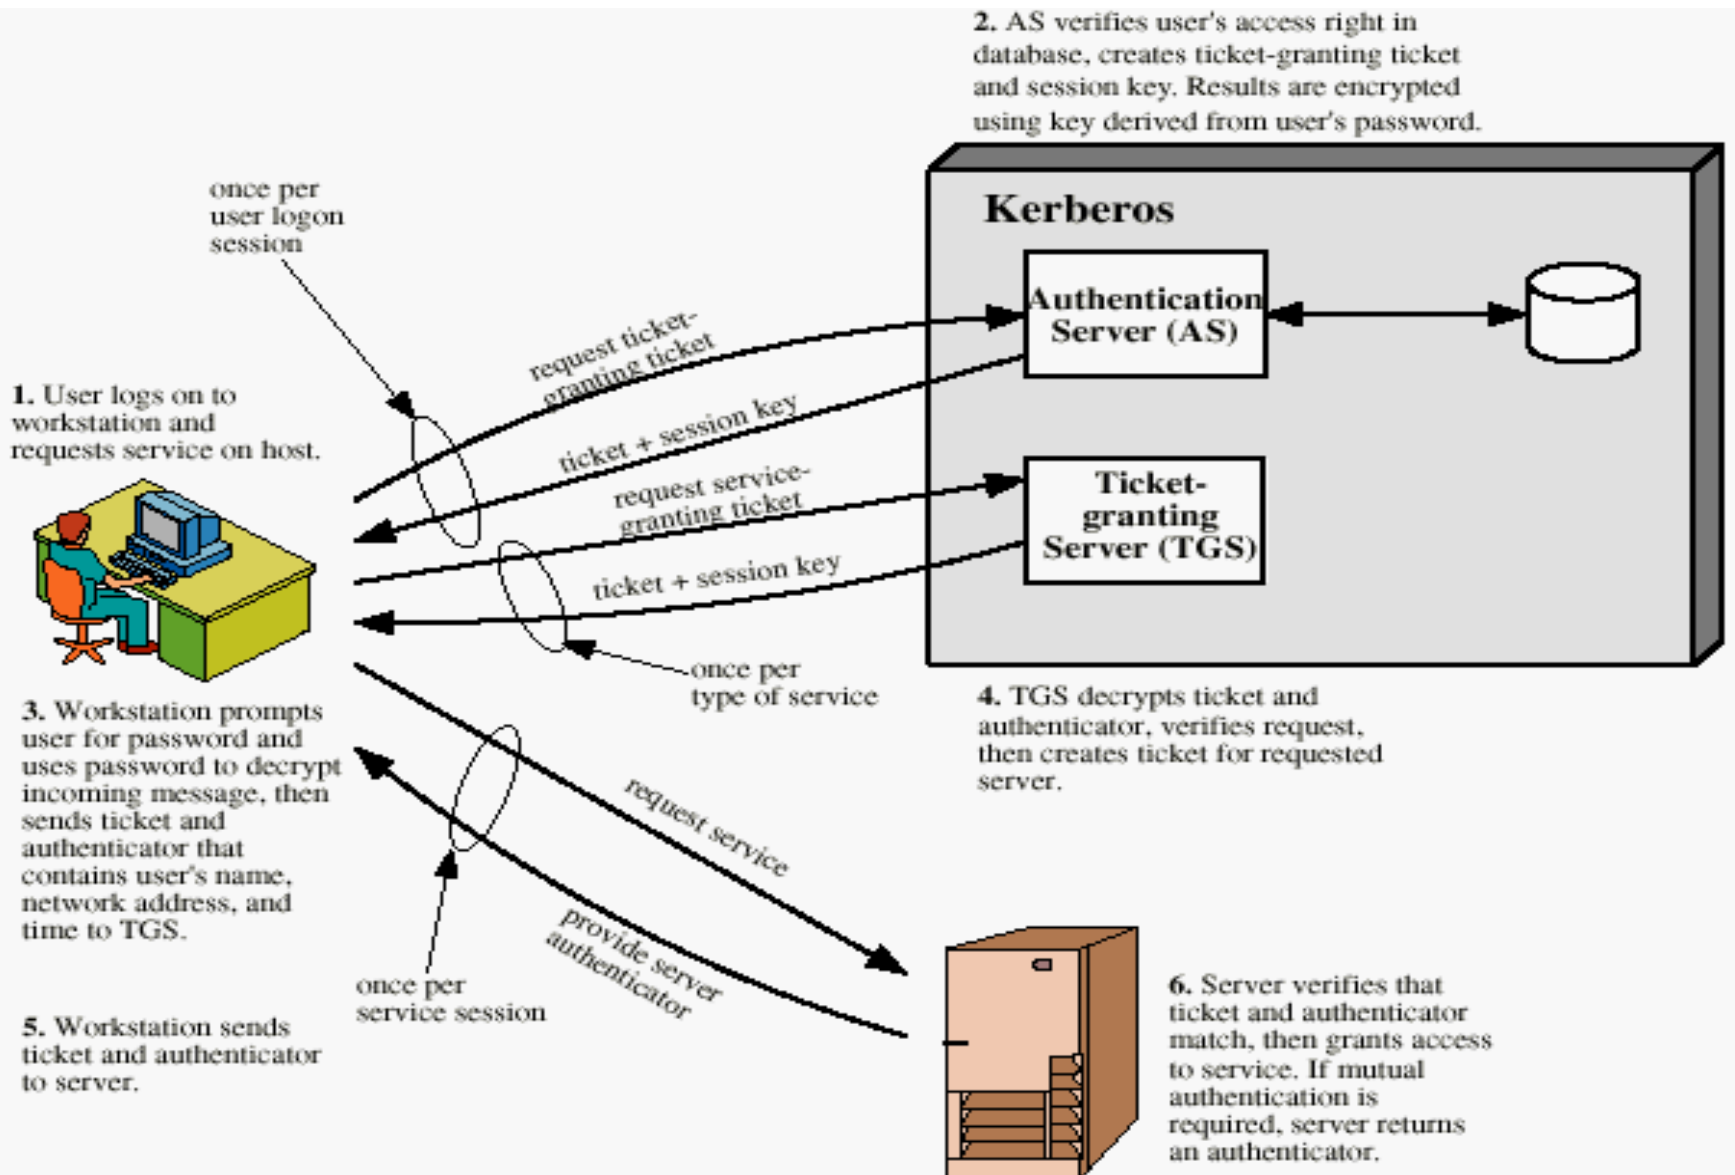 2. AS verifies user's access right in
database, creates ticket-granting ticket
and session key. Results are encrypted
using key derived from user's password.
once per
user logon
session
Kerberos
Authentication
Server (AS)
request ticket-
granting ticket
1. User logs on to
workstation and
requests service on host.
ticket + session key
request service-
granting ticket
Ticket-
granting
Server (TGS)
ticket + session key
once per
type of service
3. Workstation prompts
user for password and
uses password to decrypt
incoming message, then
sends ticket and
authenticator that
contains user's name,
network address, and
time to TGS.
4. TGS decrypts ticket and
authenticator, verifies request,
then creates ticket for requested
server.
request service
provide server
authenticator
once per
service session
5. Workstation sends
ticket and authenticator
to server.
6. Server verifies that
ticket and authenticator
match, then grants access
to service. If mutual
authentication is
required, server returns
an authenticator.